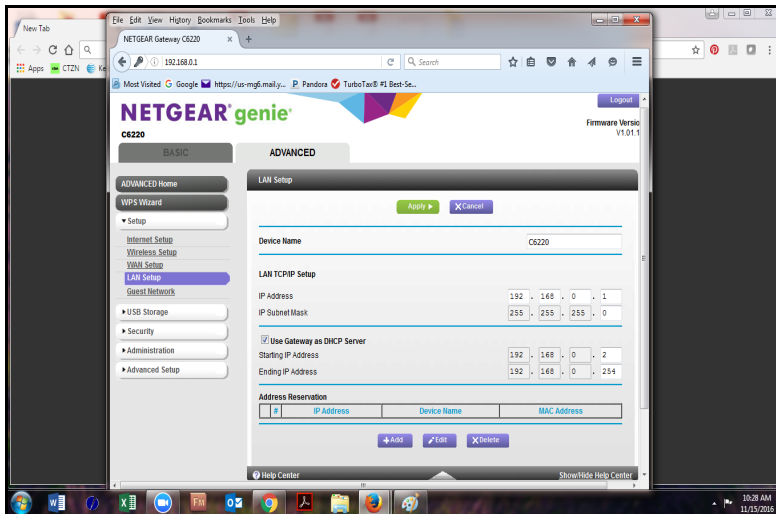 New Tab
File Edit View History Bookmarks Tools Help
NETGEAR Gateway C6220 × +
192.168.0.1 Search
Apps CTZN
Most Visited Google https://us-mg6.mail.y... Pandora TurboTax® #1 Best-Se...
NETGEAR® genie®
Logout
Firmware Versio
V1.01.1
C6220
BASIC ADVANCED
ADVANCED Home
WPS Wizard
Setup
Internet Setup
Wireless Setup
WAN Setup
LAN Setup
Guest Network
USB Storage
Security
Administration
Advanced Setup
LAN Setup
Apply X Cancel
Device Name C6220
LAN TCP/IP Setup
IP Address 192 . 168 . 0 . 1
IP Subnet Mask 255 . 255 . 255 . 0
Use Gateway as DHCP Server
Starting IP Address 192 . 168 . 0 . 2
Ending IP Address 192 . 168 . 0 . 254
Address Reservation
# IP Address Device Name MAC Address
+Add Edit X Delete
Help Center Show/Hide Help Center
10:28 AM
11/15/2016